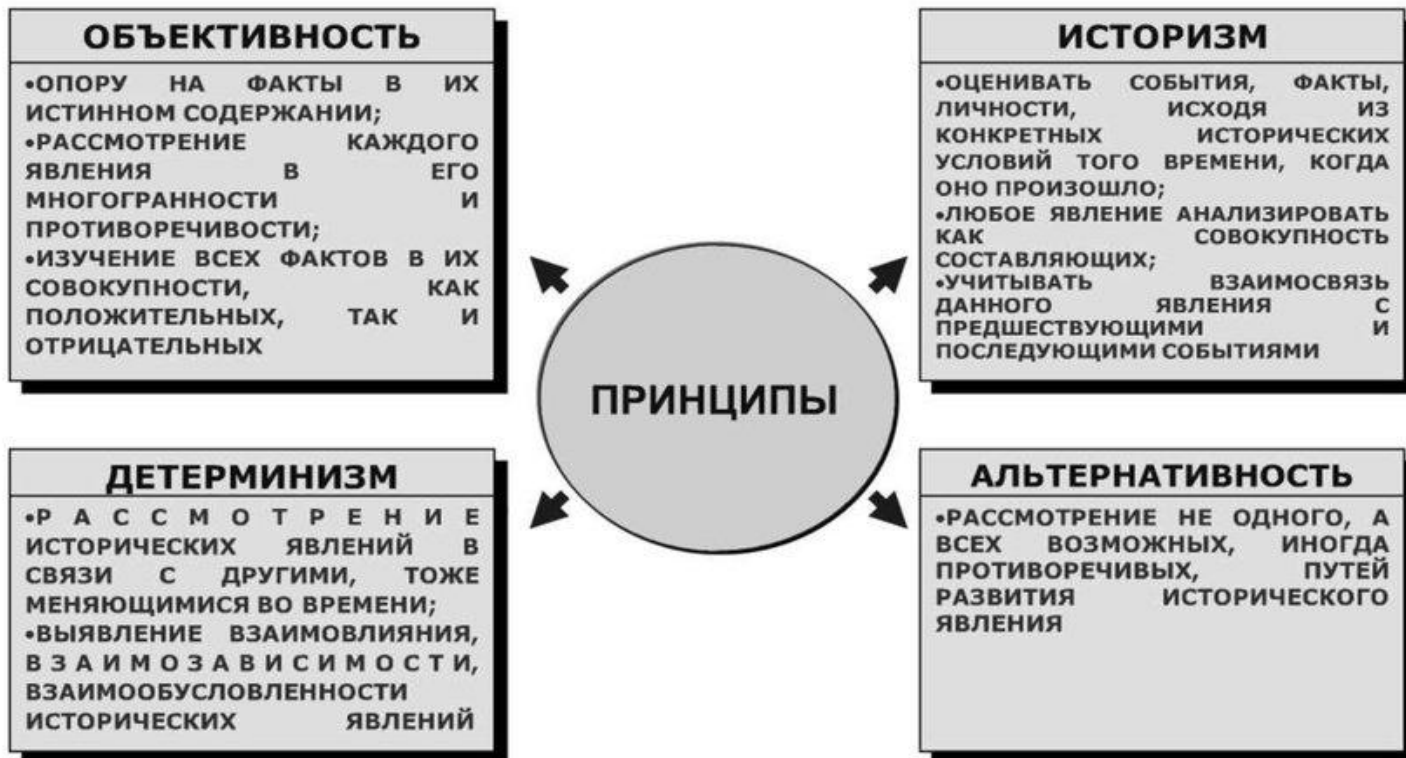 ОБЪЕКТИВНОСТЬ
•ОПОРУ НА ФАКТЫ В ИХ
ИСТИННОМ СОДЕРЖАНИИ;
•РАССМОТРЕНИЕ КАЖДОГО
ЯВЛЕНИЯ В ЕГО
МНОГОГРАННОСТИ И
ПРОТИВОРЕЧИВОСТИ;
•ИЗУЧЕНИЕ ВСЕХ ФАКТОВ В ИХ
СОВОКУПНОСТИ, КАК
ПОЛОЖИТЕЛЬНЫХ, ТАК И
ОТРИЦАТЕЛЬНЫХ
ИСТОРИЗМ
•ОЦЕНИВАТЬ СОБЫТИЯ, ФАКТЫ,
ЛИЧНОСТИ, ИСХОДЯ ИЗ
КОНКРЕТНЫХ ИСТОРИЧЕСКИХ
УСЛОВИЙ ТОГО ВРЕМЕНИ, КОГДА
ОНО ПРОИЗОШЛО;
•ЛЮБОЕ ЯВЛЕНИЕ АНАЛИЗИРОВАТЬ
КАК СОВОКУПНОСТЬ
СОСТАВЛЯЮЩИХ;
•УЧИТЫВАТЬ ВЗАИМОСВЯЗЬ
ДАННОГО ЯВЛЕНИЯ С
ПРЕДШЕСТВУЮЩИМИ И
ПОСЛЕДУЮЩИМИ СОБЫТИЯМИ
ПРИНЦИПЫ
ДЕТЕРМИНИЗМ
•Р А С С М О Т Р Е Н И Е
ИСТОРИЧЕСКИХ ЯВЛЕНИЙ В
СВЯЗИ С ДРУГИМИ, ТОЖЕ
МЕНЯЮЩИМИСЯ ВО ВРЕМЕНИ;
•ВЫЯВЛЕНИЕ ВЗАИМОВЛИЯНИЯ,
В З А И М О З А В И С И М О С Т И,
ВЗАИМООБУСЛОВЛЕННОСТИ
ИСТОРИЧЕСКИХ ЯВЛЕНИЙ
АЛЬТЕРНАТИВНОСТЬ
•РАССМОТРЕНИЕ НЕ ОДНОГО, А
ВСЕХ ВОЗМОЖНЫХ, ИНОГДА
ПРОТИВОРЕЧИВЫХ, ПУТЕЙ
РАЗВИТИЯ ИСТОРИЧЕСКОГО
ЯВЛЕНИЯ